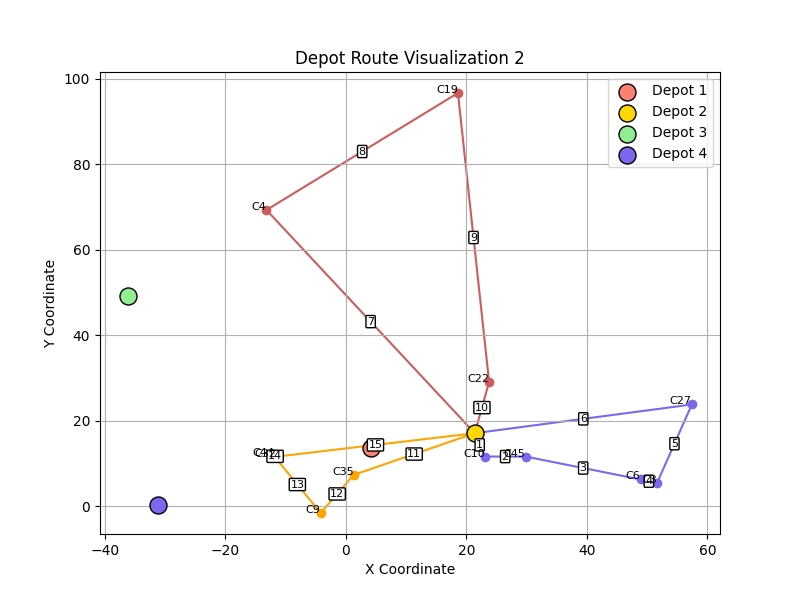 Depot Route Visualization 2
Depot 1
Depot 2
Depot 3
Depot 4
Y Coordinate
100
80
60
40
20
0
C19
8
C4
9
7
C22
10
C27
6
1
15
11
C45
2
5
C35
14
3
C6
13
12
C9
−40
−20
0
20
40
60
X Coordinate